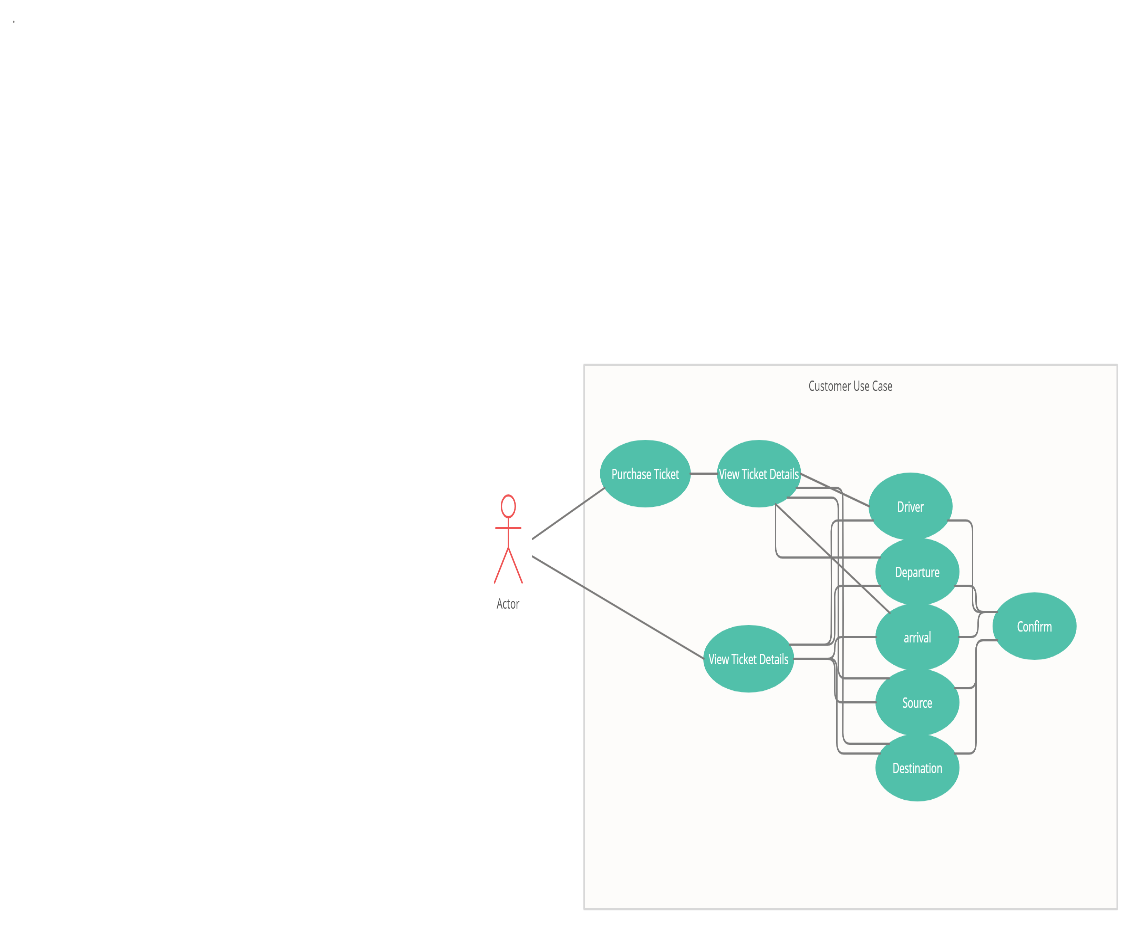 .
Customer Use Case
Purchase Ticket
View Ticket Details
Driver
Departure
Actor
arrival
Confirm
View Ticket Details
Source
Destination